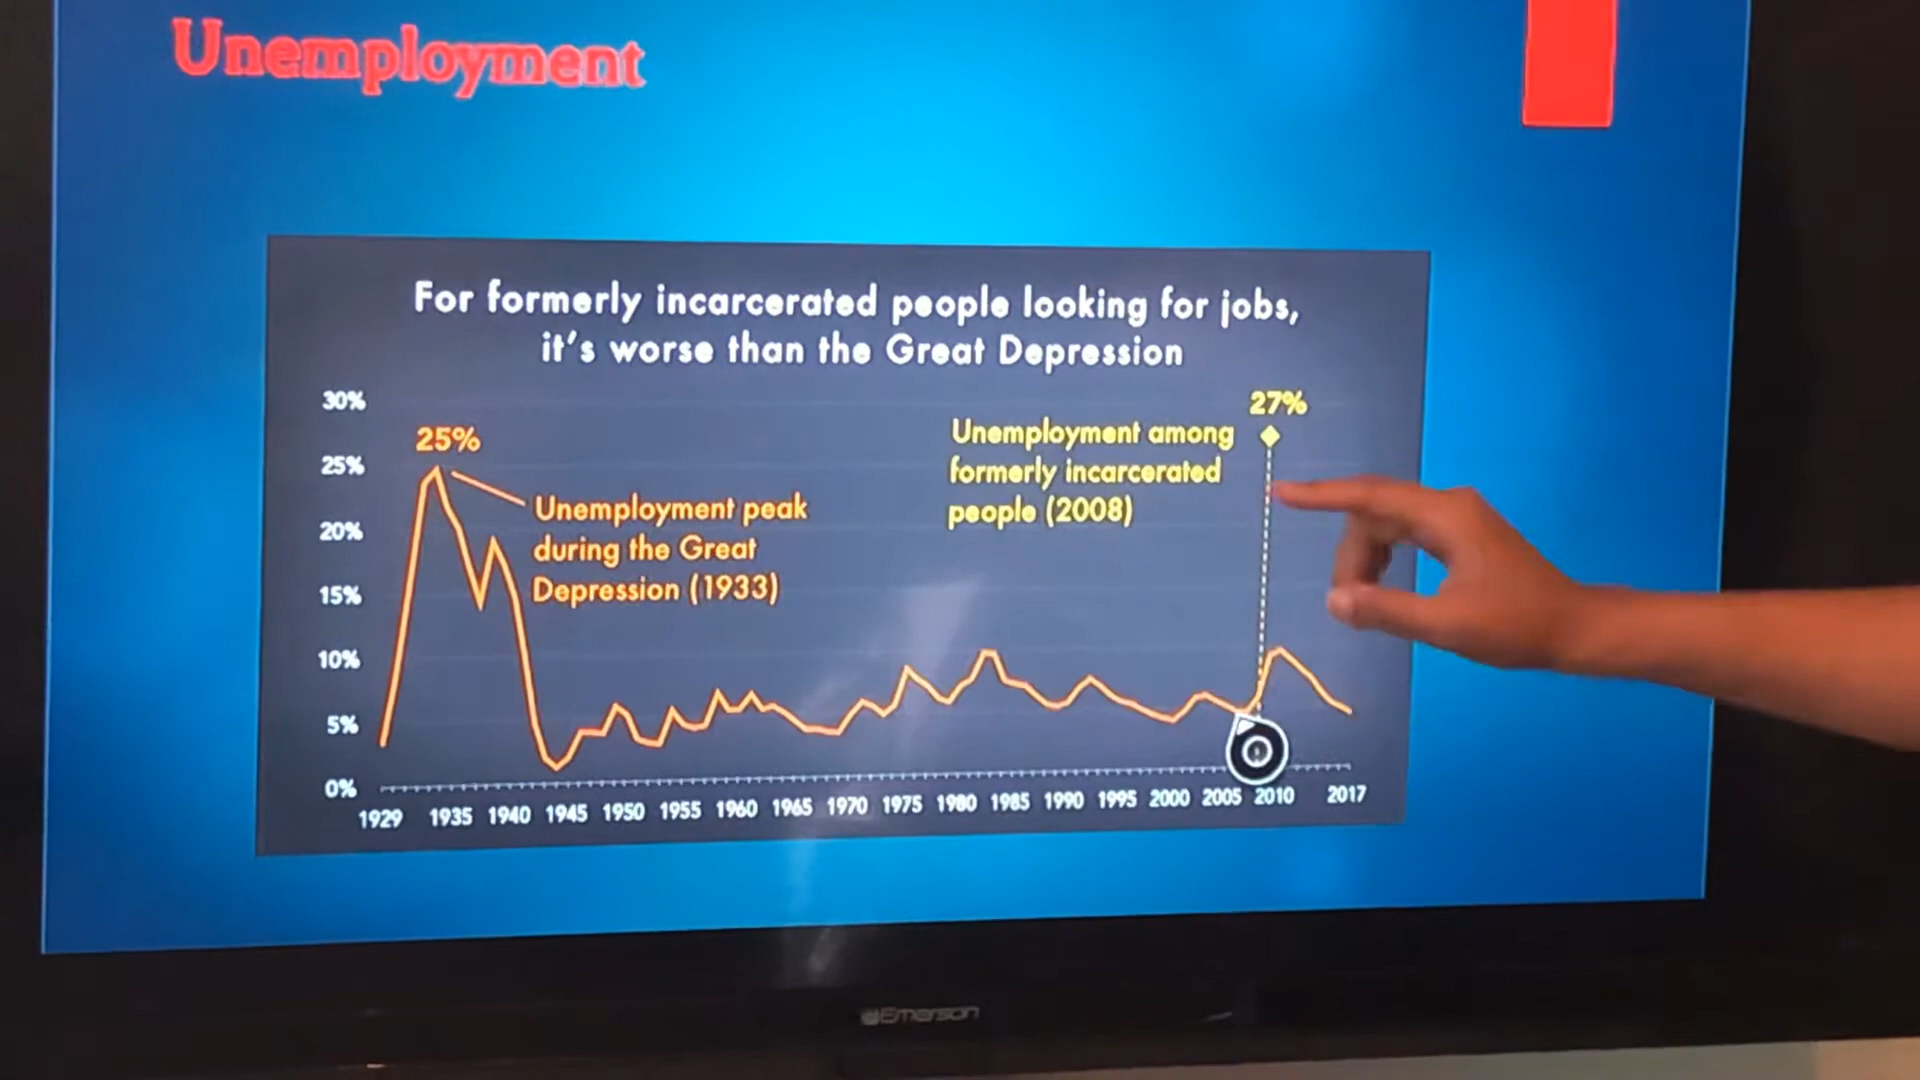 Unemployment
For formerly incarcerated people looking for jobs,
it's worse than the Great Depression
30%
25%
20%
15%
10%
5%
0%
25%
Unemployment peak
during the Great
Depression (1933)
Unemployment among
formerly incarcerated
people (2008)
27%
1929 1935 1940 1945 1950 1955 1960 1965 1970 1975 1980 1985 1990 1995 2000 2005 2010 2017
Emerson